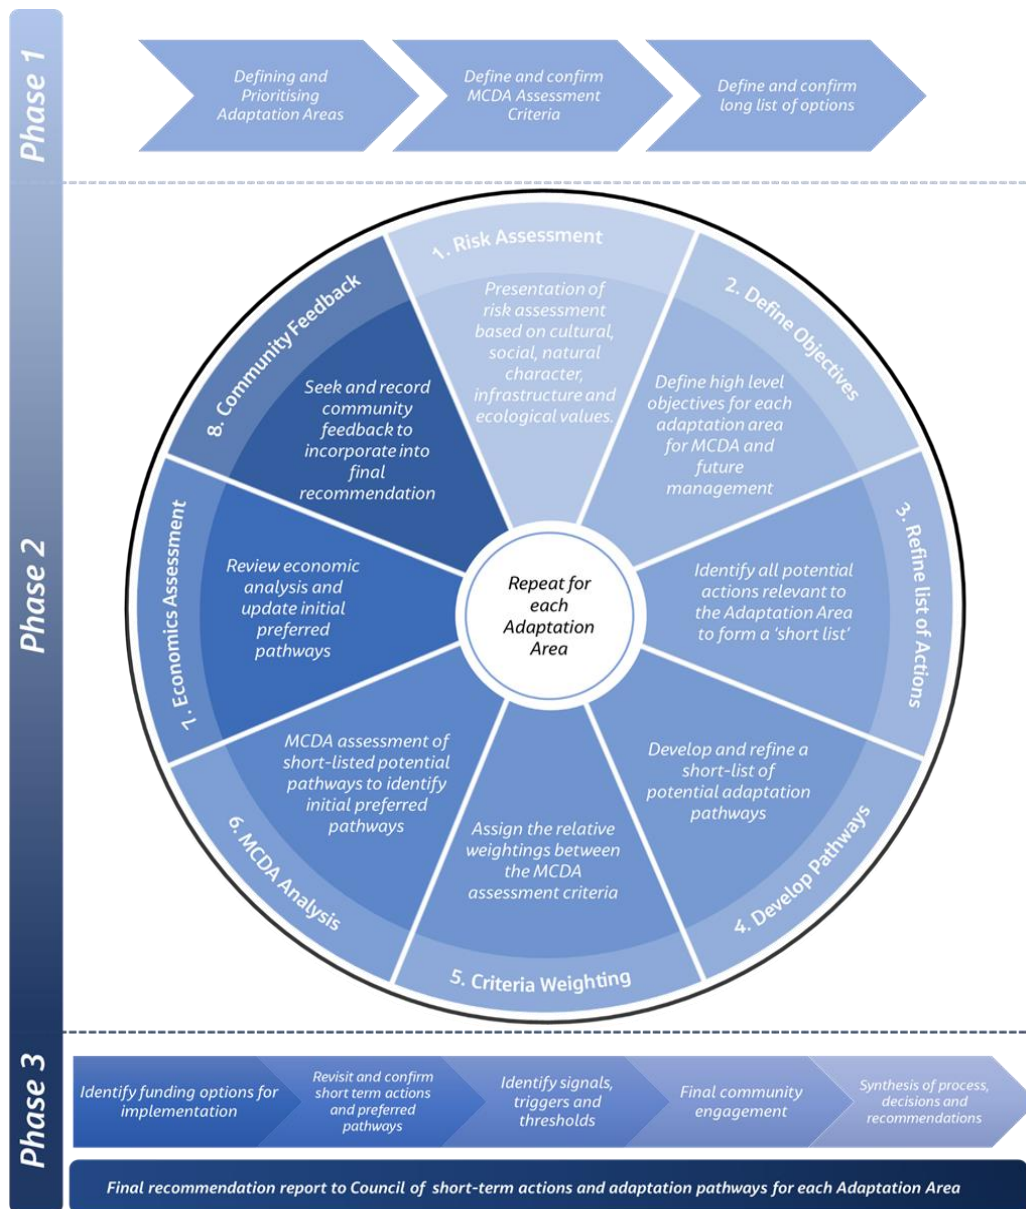 Phase 1
Defining and
Prioritising
Adaptation Areas
Define and confirm
MCDA Assessment
Criteria
Define and confirm
long list of options
Phase 2
1. Risk Assessment
Presentation of
risk assessment
based on cultural,
social, natural
character,
infrastructure and
ecological values.
2. Define Objectives
Define high level
objectives for each
adaptation area
for MCDA and
future
management
3. Refine list of Actions
Identify all potential
actions relevant to
the Adaptation Area
to form a ‘short list’
4. Develop Pathways
Develop and refine a
short-list of
potential adaptation
pathways
5. Criteria Weighting
Assign the relative
weightings between
the MCDA
assessment criteria
6. MCDA Analysis
MCDA assessment of
short-listed potential
pathways to identify
initial preferred
pathways
7. Economics Assessment
Review economic
analysis and
update initial
preferred
pathways
8. Community Feedback
Seek and record
community
feedback to
incorporate into
final
recommendation
Repeat for
each
Adaptation
Area
Phase 3
Identify funding options for
implementation
Revisit and confirm
short term actions
and preferred
pathways
Identify signals,
triggers and
thresholds
Final community
engagement
Synthesis of process,
decisions and
recommendations
Final recommendation report to Council of short-term actions and adaptation pathways for each Adaptation Area